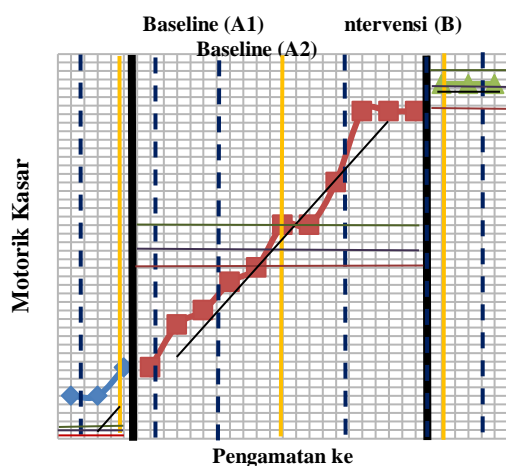 Baseline (A1) ntervensi (B)
Baseline (A2)
Motorik Kasar
Pengamatan ke